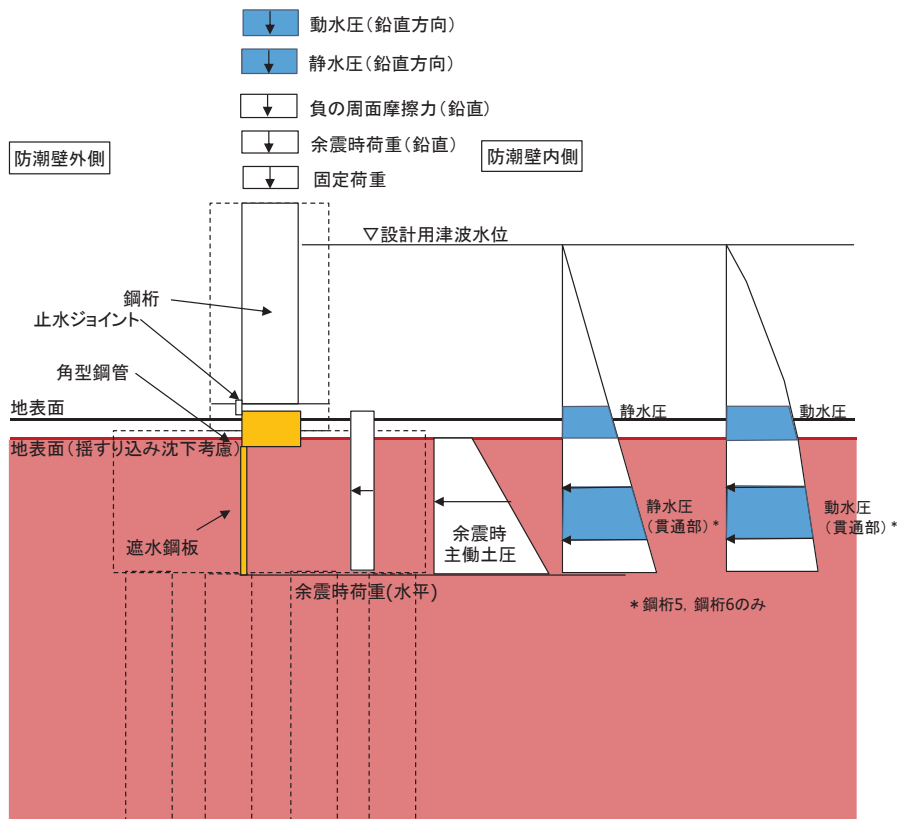 動水圧(鉛直方向)
静水圧(鉛直方向)
負の周面摩擦力(鉛直)
余震時荷重(鉛直)
固定荷重
防潮壁外側
防潮壁内側
▽設計用津波水位
鋼桁
止水ジョイント
角型鋼管
地表面
静水圧
動水圧
地表面(揺すり込み沈下考慮)
静水圧
(貫通部)*
動水圧
(貫通部)*
余震時
主働土圧
遮水鋼板
余震時荷重(水平)
*鋼桁5, 鋼桁6のみ